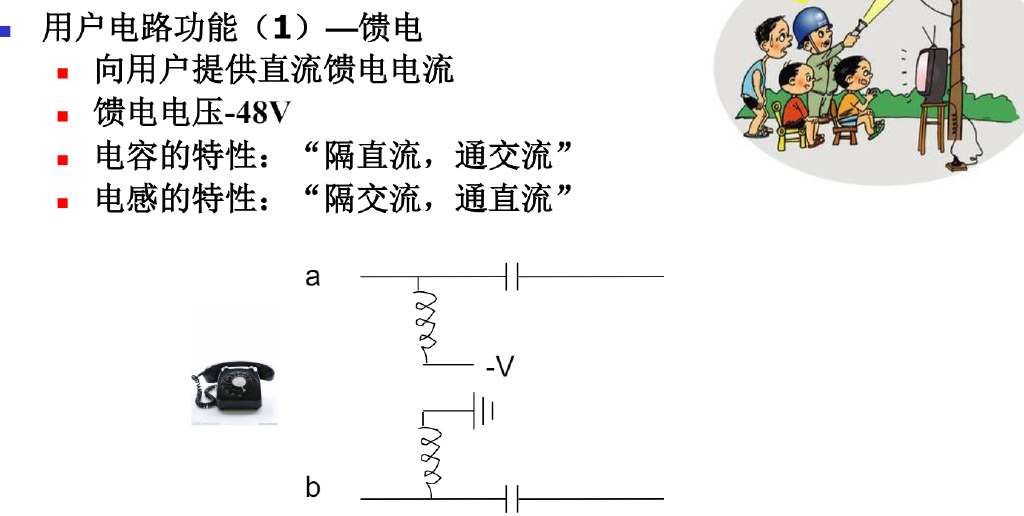 用户电路功能（1）—馈电
向用户提供直流馈电电流
馈电电压-48V
电容的特性：“隔直流，通交流”
电感的特性：“隔交流，通直流”
a
-V
b